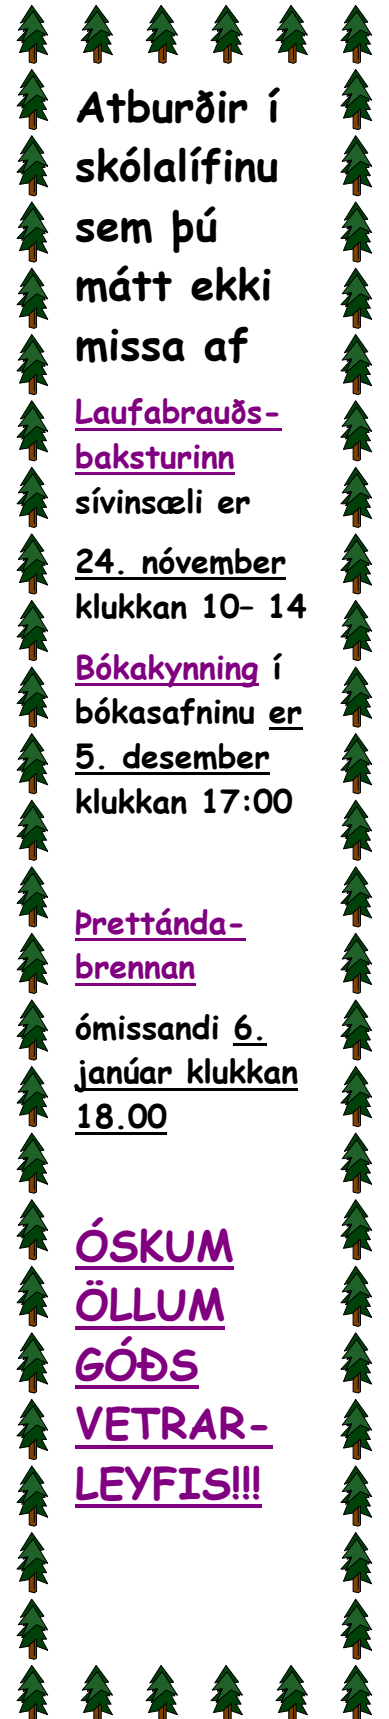 Atburðir í
skólalífinu
sem þú
mátt ekki
missa af
Laufabrauðs-
baksturinn
sívinsæli er
24. nóvember
klukkan 10– 14
Bókakynning í
bókasafninu er
5. desember
klukkan 17:00
Þrettánda-
brennan
ómissandi 6.
janúar klukkan
18.00
ÓSKUM
ÖLLUM
GÓÐS
VETRAR-
LEYFIS!!!